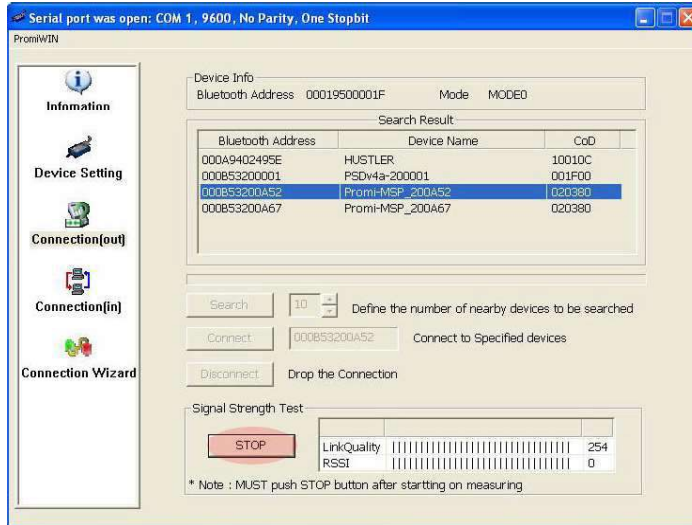 Serial port was open: COM 1, 9600, No Parity, One Stopbit
PromiWIN
Infomation
Device Setting
Connection(out)
Connection(in)
Connection Wizard
Device Info
Bluetooth Address 00019500001F Mode MODE0
Search Result
Bluetooth Address Device Name CoD
000A9402495E HUSTLER 10010C
000B53200001 PSDv4a-200001 001F00
000B53200A52 Promi-MSP_200A52 020380
000B53200A67 Promi-MSP_200A67 020380
Search 10 Define the number of nearby devices to be searched
Connect 000B53200A52 Connect to Specified devices
Disconnect Drop the Connection
Signal Strength Test
STOP
LinkQuality 254
RSSI 0
* Note : MUST push STOP button after startting on measuring